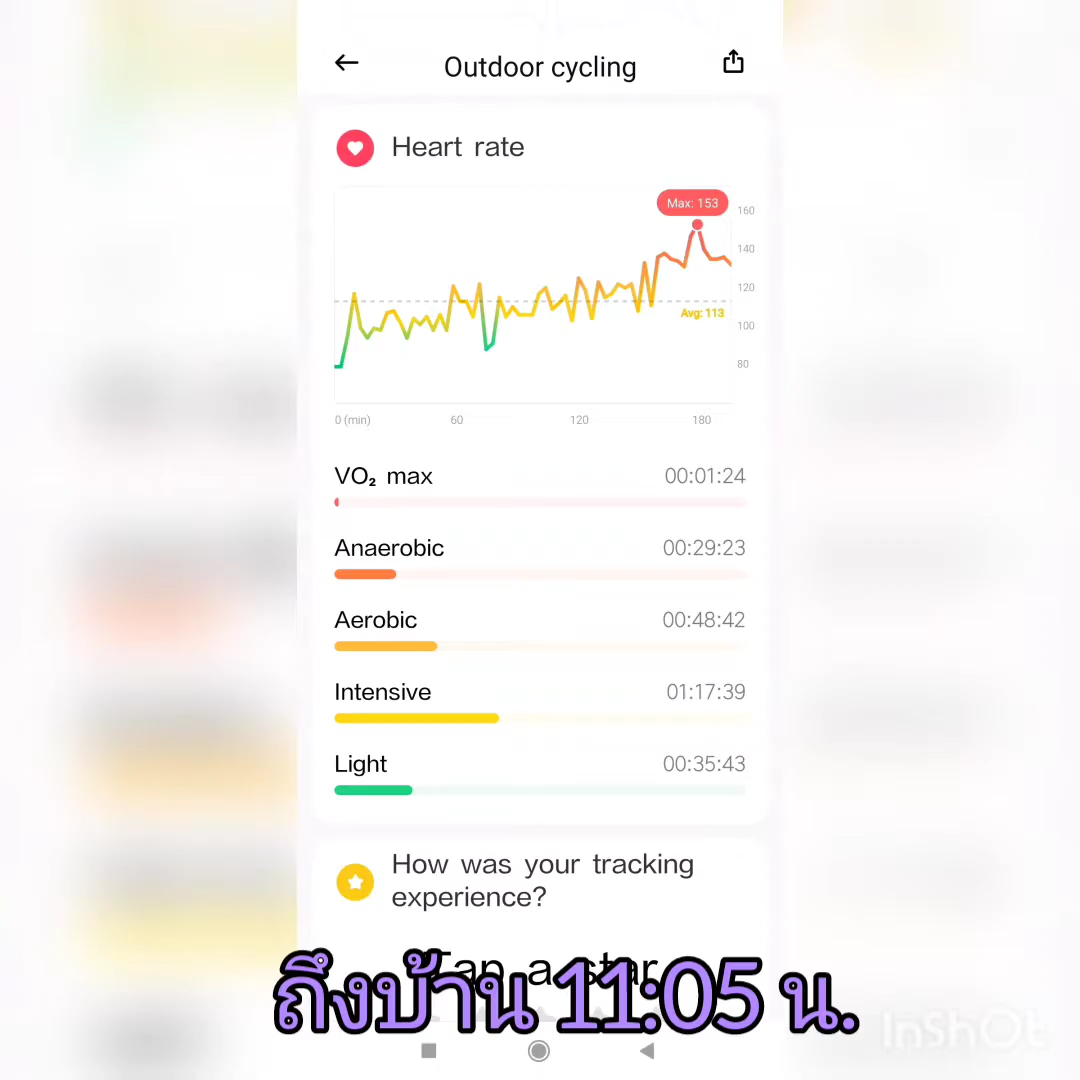 Outdoor cycling
Heart rate
Max: 153
160
140
120
Avg: 113
100
80
0 (min) 60 120 180
VO₂ max 00:01:24
Anaerobic 00:29:23
Aerobic 00:48:42
Intensive 01:17:39
Light 00:35:43
How was your tracking
experience?
Tap a star
ถึงบ้าน 11:05 น.
InShOt